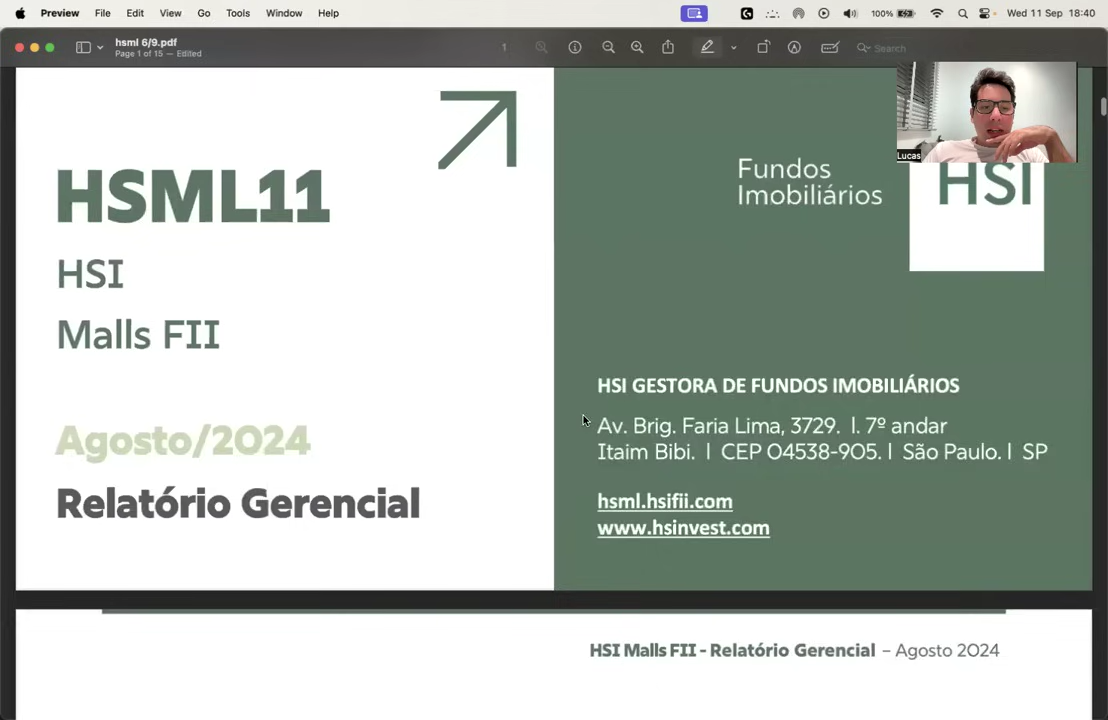 Preview File Edit View Go Tools Window Help 100% Wed 11 Sep 18:40
hsml 6/9.pdf
Page 1 of 15 — Edited
1
Search
Lucas
HSML11
HSI
Malls FII
Agosto/2024
Relatório Gerencial
Fundos
Imobiliários
HSI
HSI GESTORA DE FUNDOS IMOBILIÁRIOS
Av. Brig. Faria Lima, 3729. l. 7º andar
Itaim Bibi. l CEP 04538-905. l São Paulo. l SP
hsml.hsifii.com
www.hsinvest.com
HSI Malls FII - Relatório Gerencial – Agosto 2024